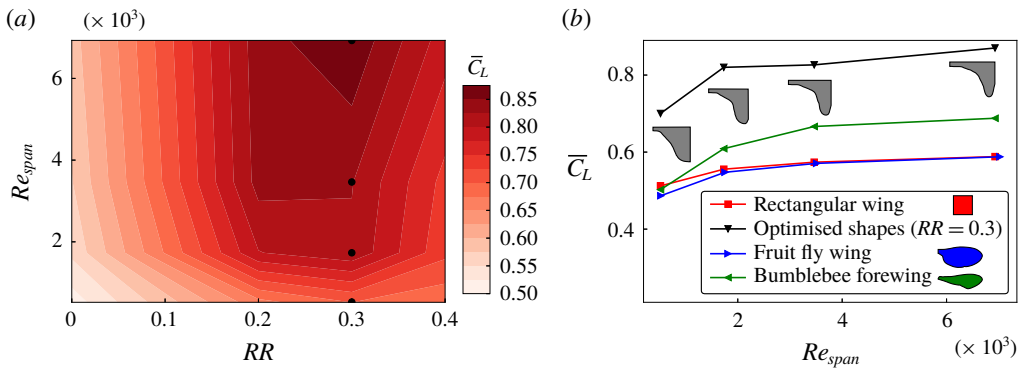 (a)
(× 10³)
6
4
2
Re_span
0
0.1
0.2
0.3
0.4
RR
C̅_L
0.85
0.80
0.75
0.70
0.65
0.60
0.55
0.50
(b)
0.8
0.6
0.4
C̅_L
Rectangular wing
Optimised shapes (RR = 0.3)
Fruit fly wing
Bumblebee forewing
2
4
6
Re_span
(× 10³)